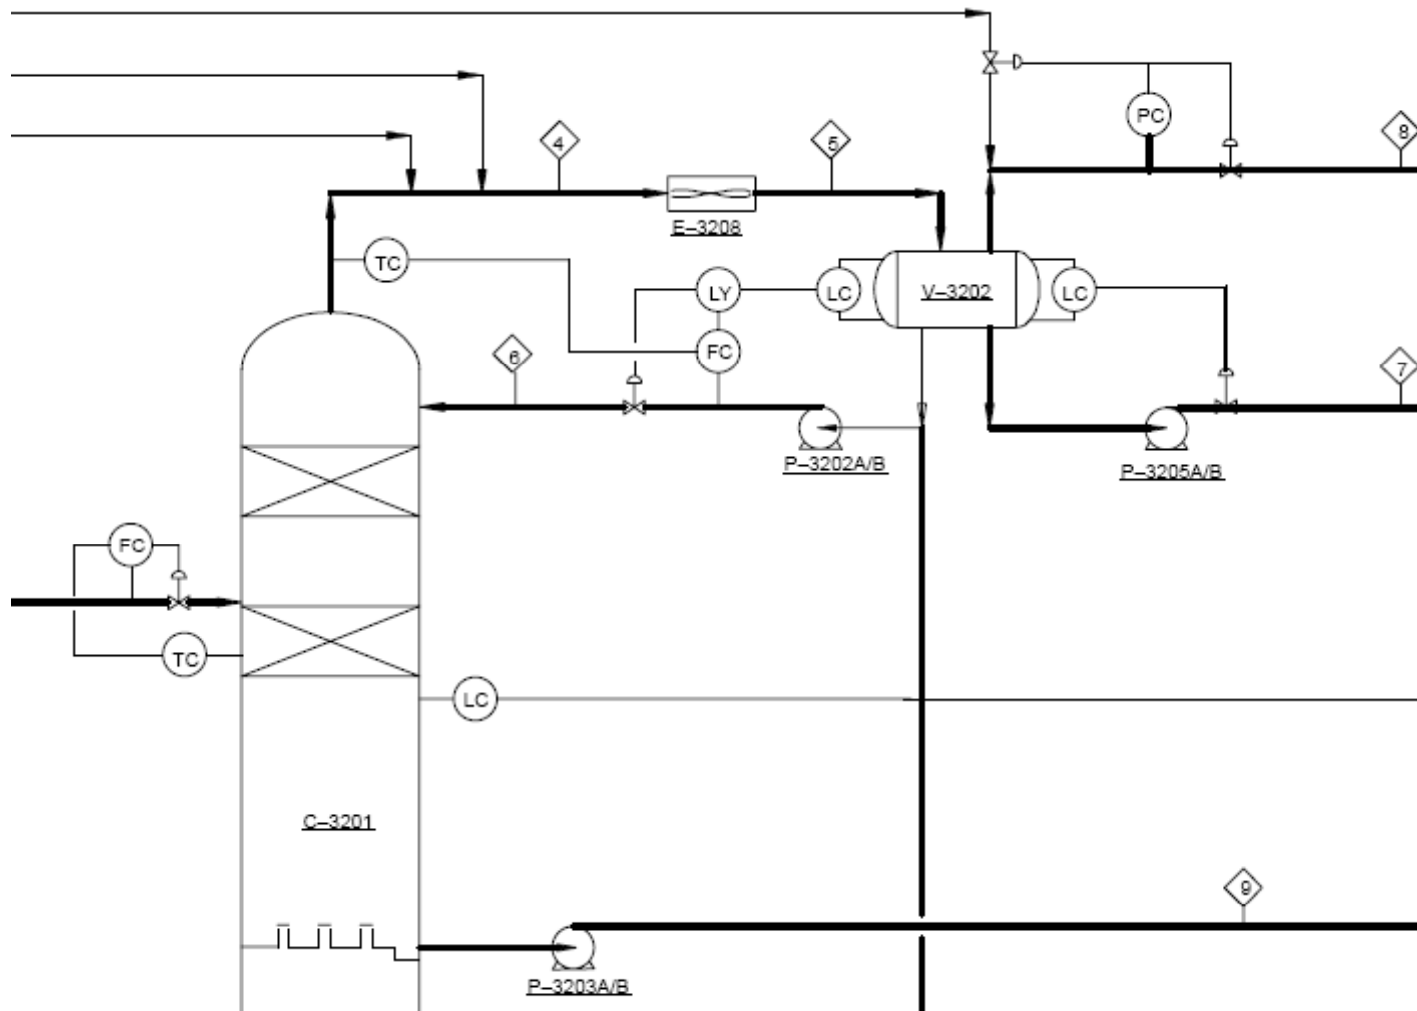 PC
8
4
5
E–3208
TC
LY
LC
V–3202
LC
FC
6
7
P–3202A/B
P–3205A/B
FC
TC
LC
C–3201
9
P–3203A/B